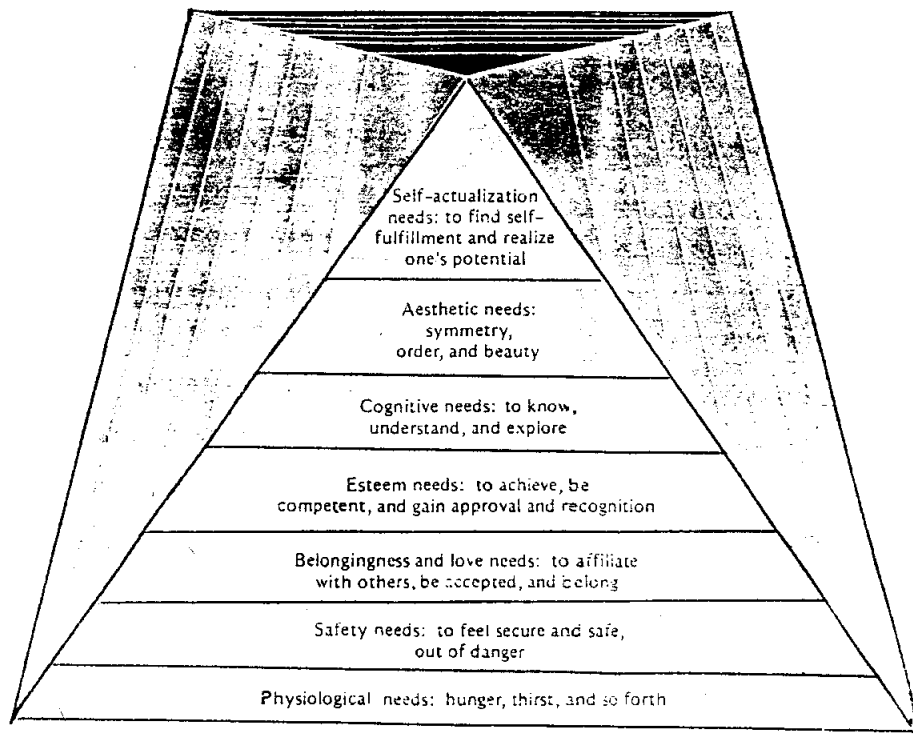 Self-actualization
needs: to find self-
fulfillment and realize
one's potential
Aesthetic needs:
symmetry,
order, and beauty
Cognitive needs: to know,
understand, and explore
Esteem needs: to achieve, be
competent, and gain approval and recognition
Belongingness and love needs: to affiliate
with others, be accepted, and belong
Safety needs: to feel secure and safe,
out of danger
Physiological needs: hunger, thirst, and so forth